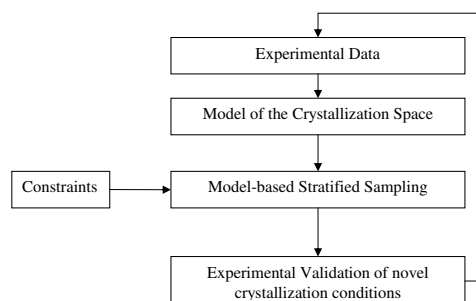 Experimental Data
Model of the Crystallization Space
Constraints
Model-based Stratified Sampling
Experimental Validation of novel
crystallization conditions